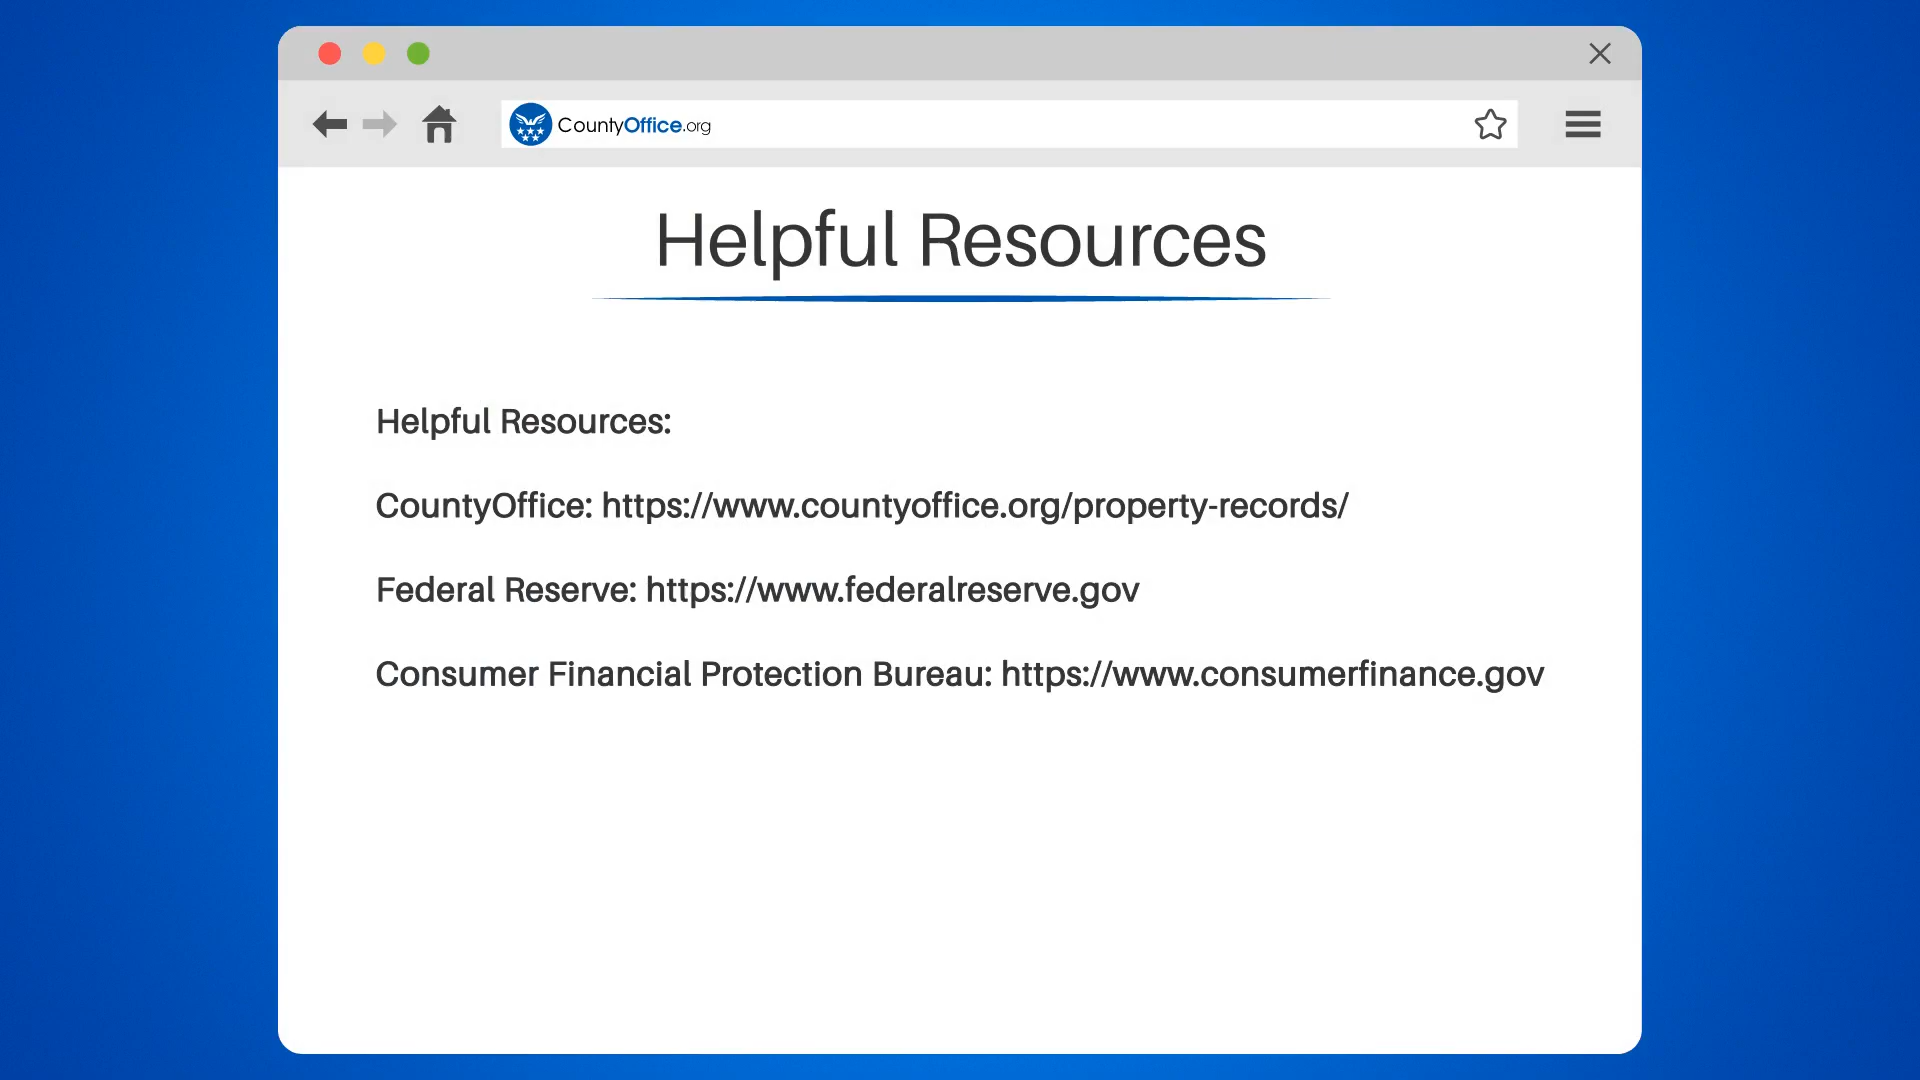 CountyOffice.org
Helpful Resources
Helpful Resources:
CountyOffice: https://www.countyoffice.org/property-records/
Federal Reserve: https://www.federalreserve.gov
Consumer Financial Protection Bureau: https://www.consumerfinance.gov